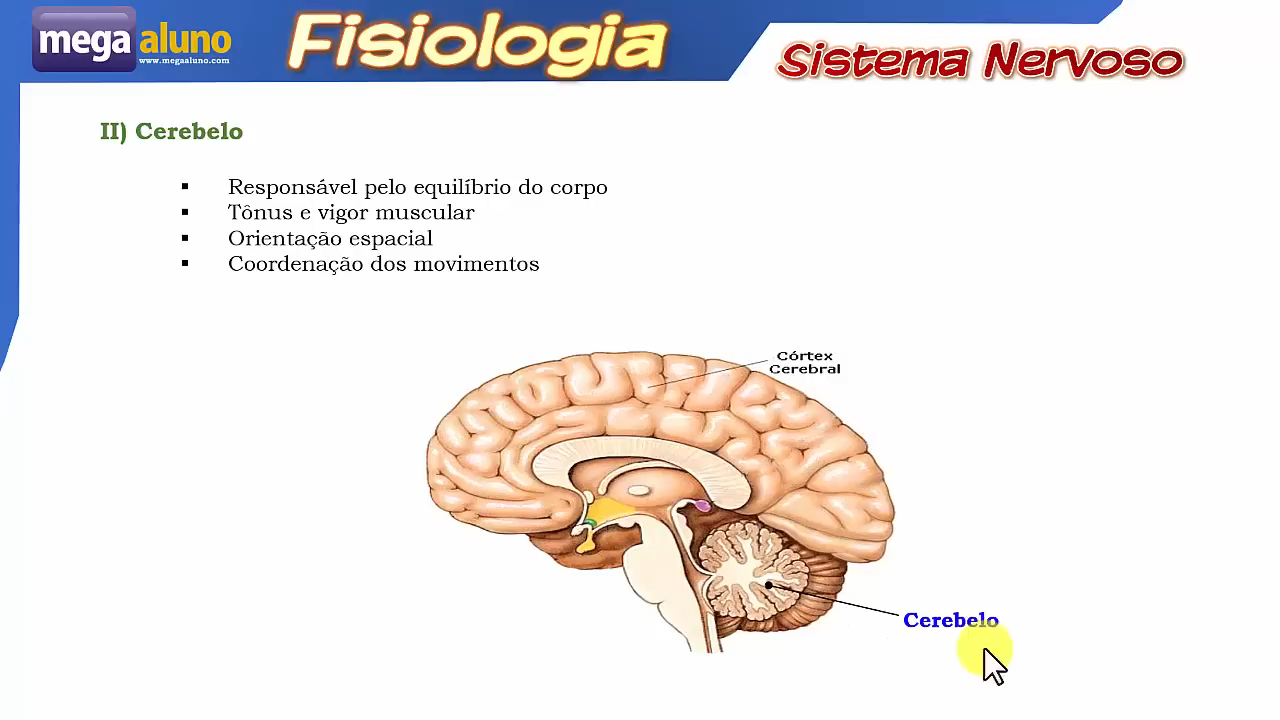 mega aluno
www.megaaluno.com
Fisiologia
Sistema Nervoso
II) Cerebelo
▪ Responsável pelo equilíbrio do corpo
▪ Tônus e vigor muscular
▪ Orientação espacial
▪ Coordenação dos movimentos
Córtex
Cerebral
Cerebelo